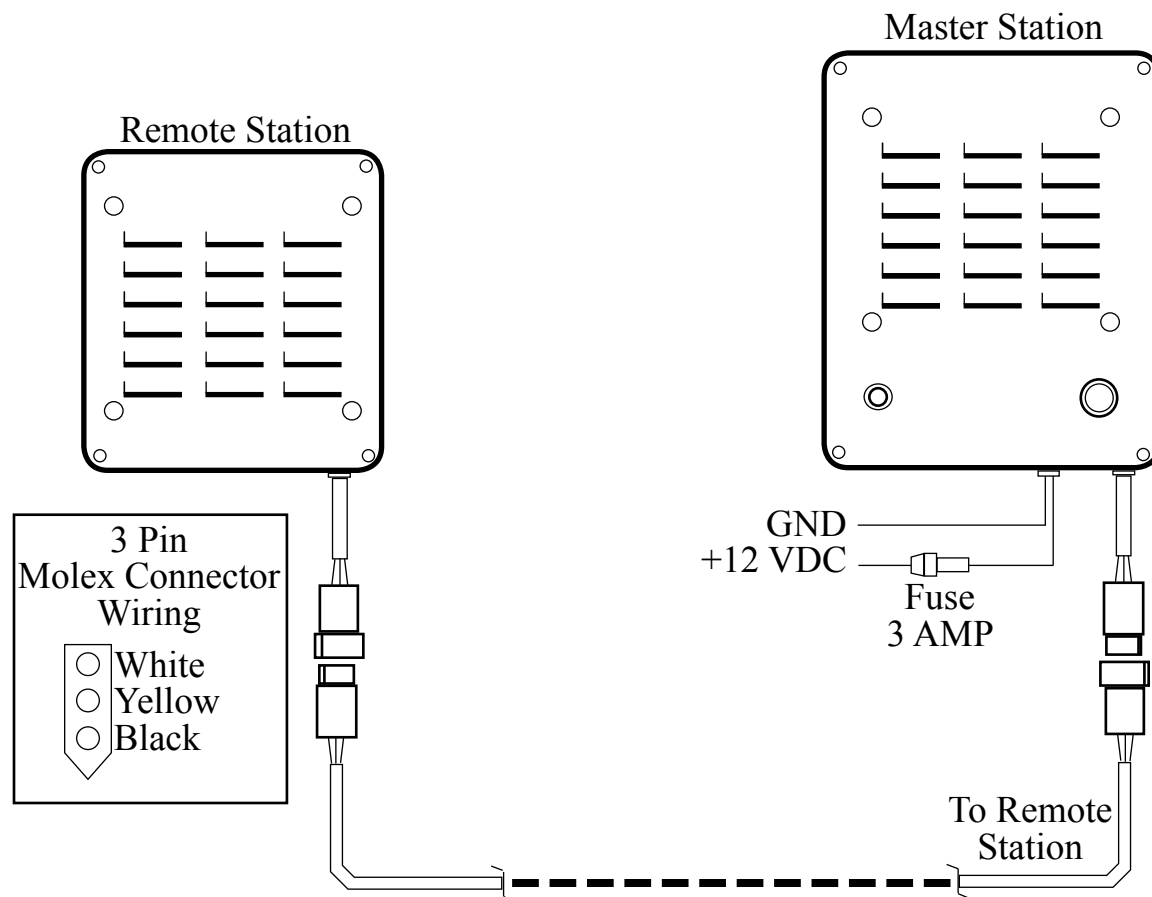 Master Station
Remote Station
GND
+12 VDC
Fuse
3 AMP
3 Pin
Molex Connector
Wiring
White
Yellow
Black
To Remote
Station